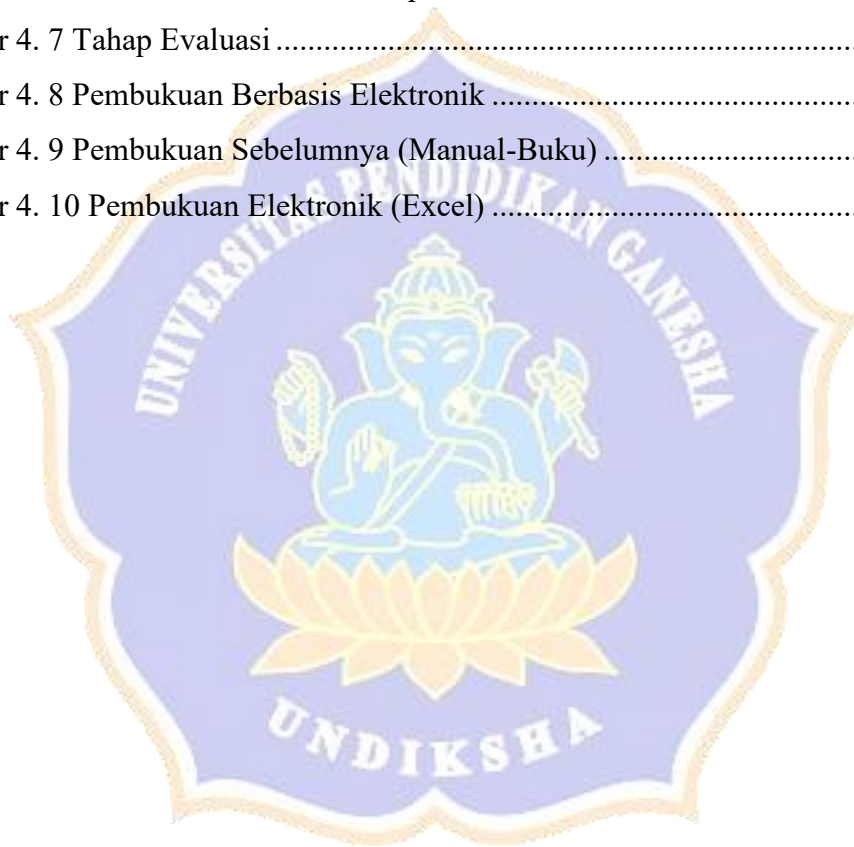 r 4. 7 Tahap Evaluasi ................................................................................
r 4. 8 Pembukuan Berbasis Elektronik ..................................................
r 4. 9 Pembukuan Sebelumnya (Manual-Buku) ...................................
r 4. 10 Pembukuan Elektronik (Excel) ..................................................
UNIVERSITAS PENDIDIKAN GANESHA
UNDIKSHA